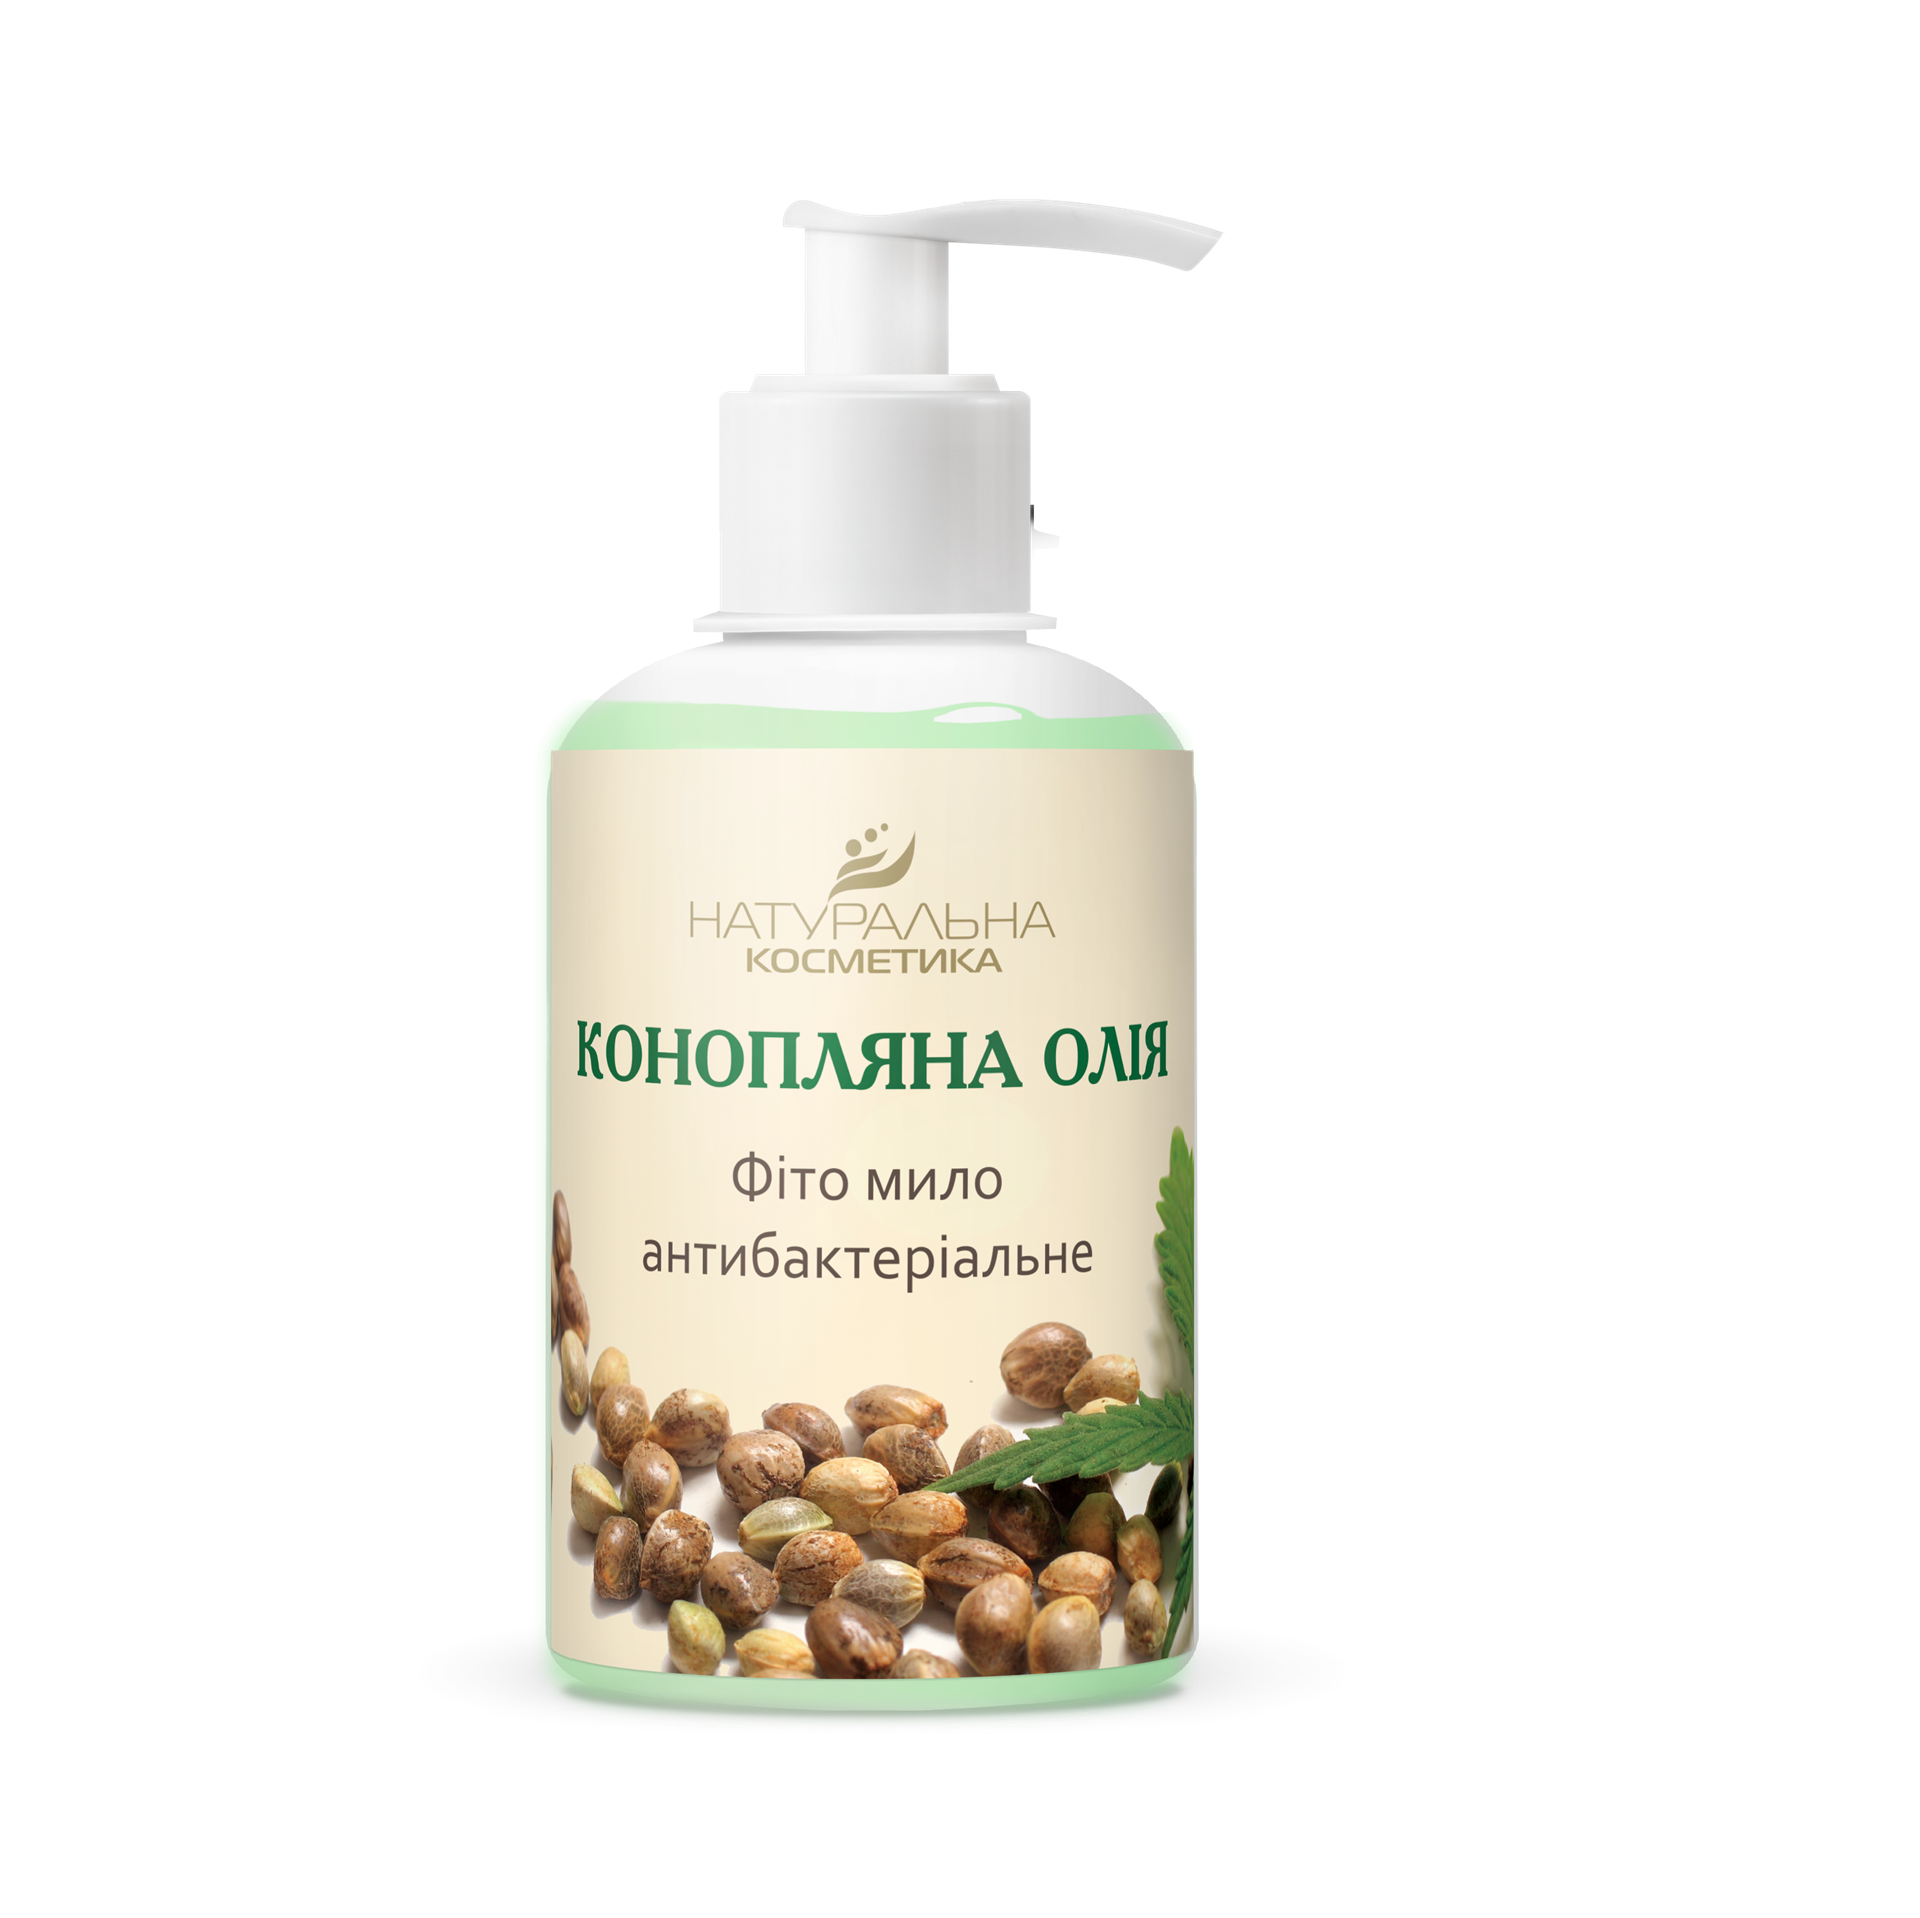 НАТУРАЛЬНА
КОСМЕТИКА
КОНОПЛЯНА ОЛІЯ
Фіто мило
антибактеріальне